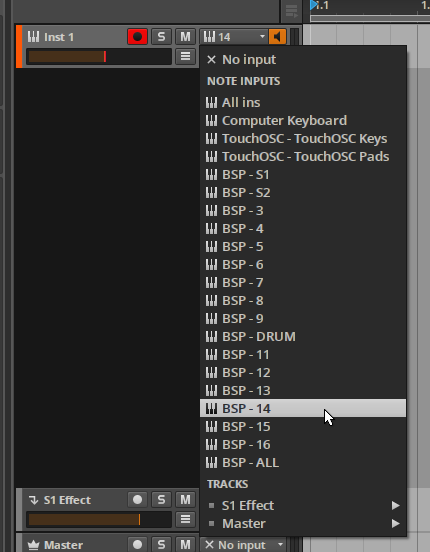 1.1
1.
Inst 1
S
M
14
No input
NOTE INPUTS
All ins
Computer Keyboard
TouchOSC - TouchOSC Keys
TouchOSC - TouchOSC Pads
BSP - S1
BSP - S2
BSP - 3
BSP - 4
BSP - 5
BSP - 6
BSP - 7
BSP - 8
BSP - 9
BSP - DRUM
BSP - 11
BSP - 12
BSP - 13
BSP - 14
BSP - 15
BSP - 16
BSP - ALL
TRACKS
S1 Effect
Master
S1 Effect
S
M
Master
S
M
No input